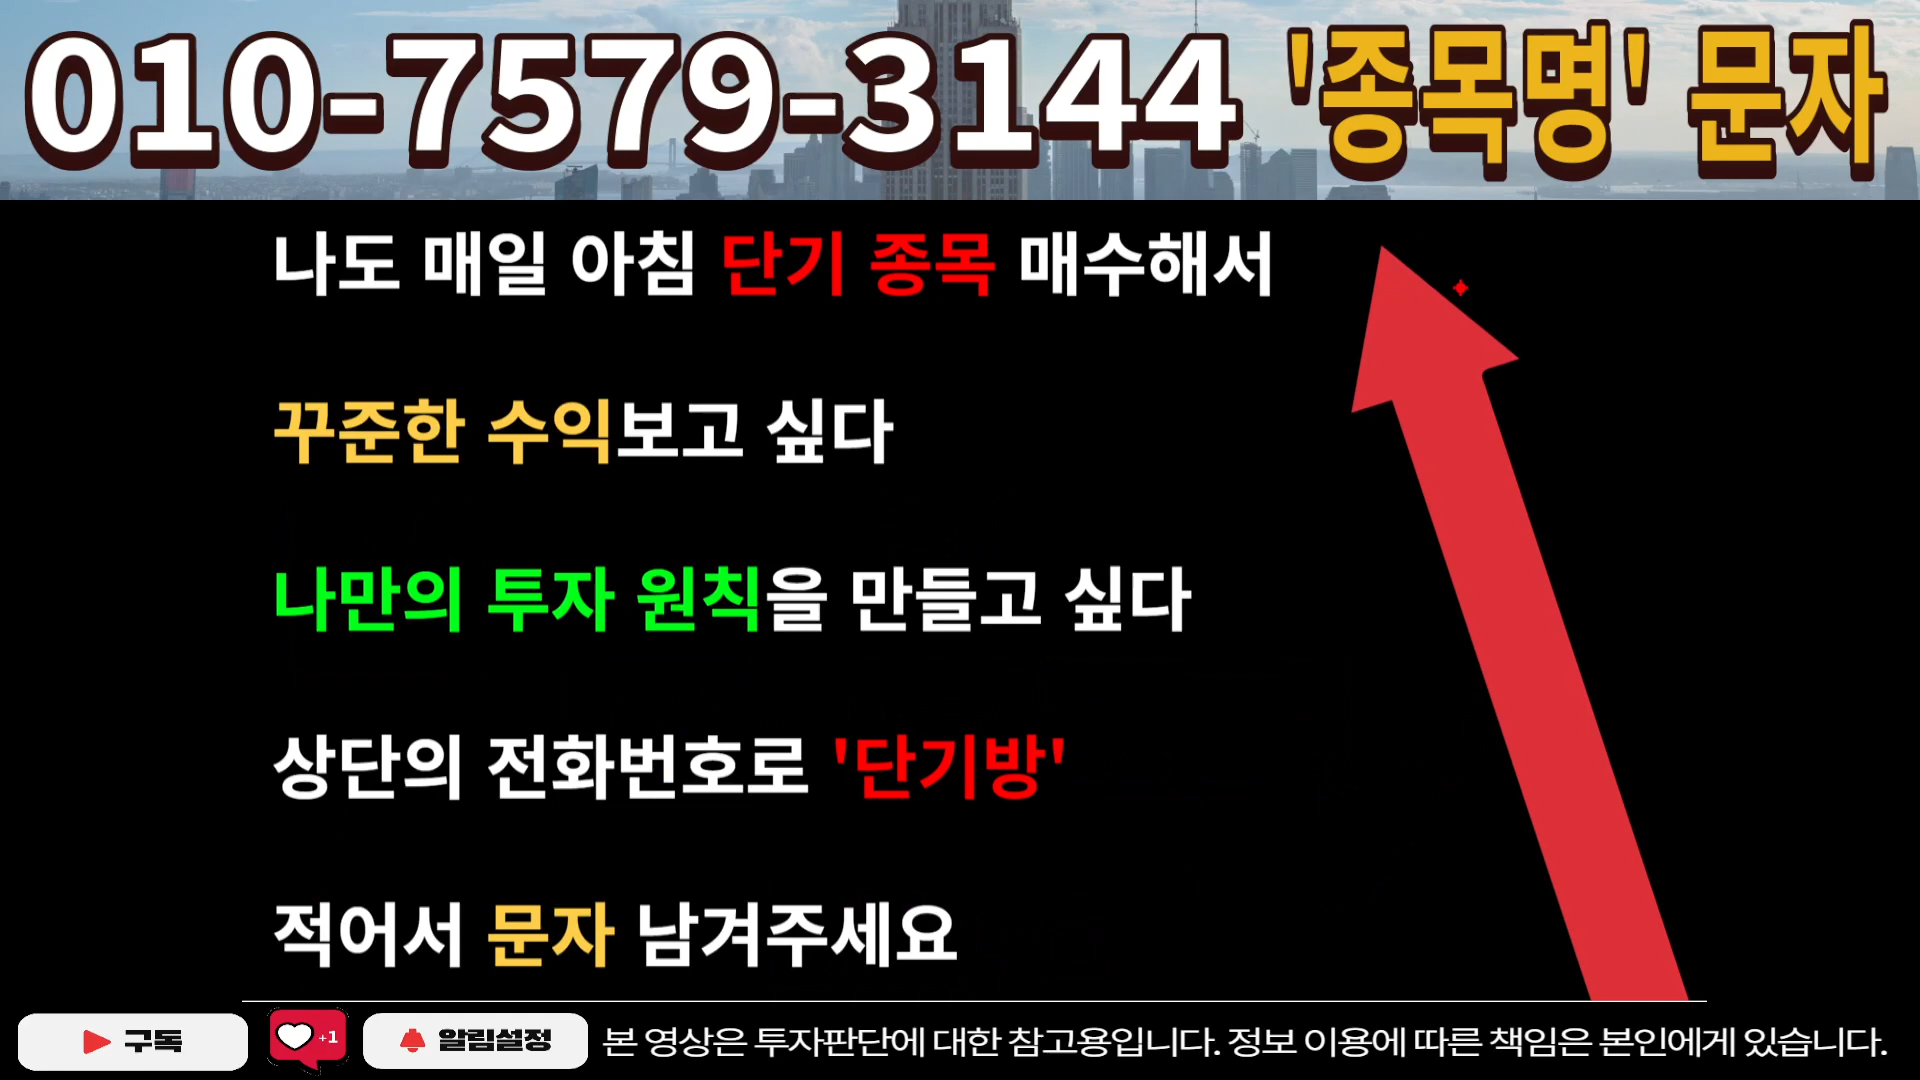 010-7579-3144 '종목명' 문자
나도 매일 아침 단기 종목 매수해서
꾸준한 수익보고 싶다
나만의 투자 원칙을 만들고 싶다
상단의 전화번호로 '단기방'
적어서 문자 남겨주세요
구독 +1 알림설정 본 영상은 투자판단에 대한 참고용입니다. 정보 이용에 따른 책임은 본인에게 있습니다.